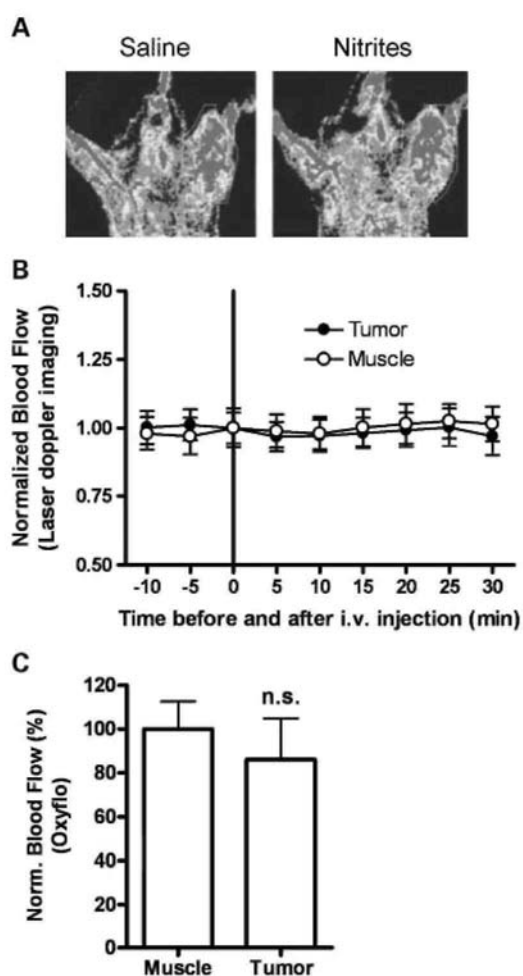 A
Saline Nitrites
B
Normalized Blood Flow
(Laser doppler imaging)
1.50
1.25
1.00
0.75
0.50
Tumor
Muscle
-10 -5 0 5 10 15 20 25 30
Time before and after i.v. injection (min)
C
Norm. Blood Flow (%)
(Oxyflo)
120
100
80
60
40
20
0
n.s.
Muscle Tumor